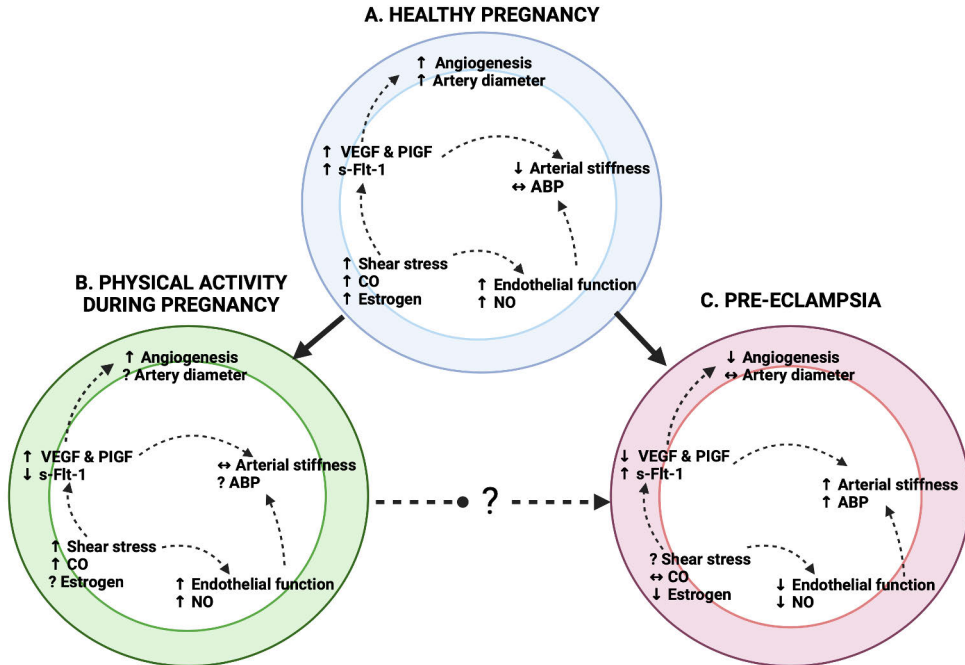 A. HEALTHY PREGNANCY
↑ Angiogenesis
↑ Artery diameter
↑ VEGF & PIGF
↑ s-Flt-1
↓ Arterial stiffness
↔ ABP
↑ Shear stress
↑ CO
↑ Estrogen
↑ Endothelial function
↑ NO
B. PHYSICAL ACTIVITY
DURING PREGNANCY
↑ Angiogenesis
? Artery diameter
↑ VEGF & PIGF
↓ s-Flt-1
↔ Arterial stiffness
? ABP
↑ Shear stress
↑ CO
? Estrogen
↑ Endothelial function
↑ NO
?
C. PRE-ECLAMPSIA
↓ Angiogenesis
↔ Artery diameter
↓ VEGF & PIGF
↑ s-Flt-1
↑ Arterial stiffness
↑ ABP
? Shear stress
↔ CO
↓ Estrogen
↓ Endothelial function
↓ NO